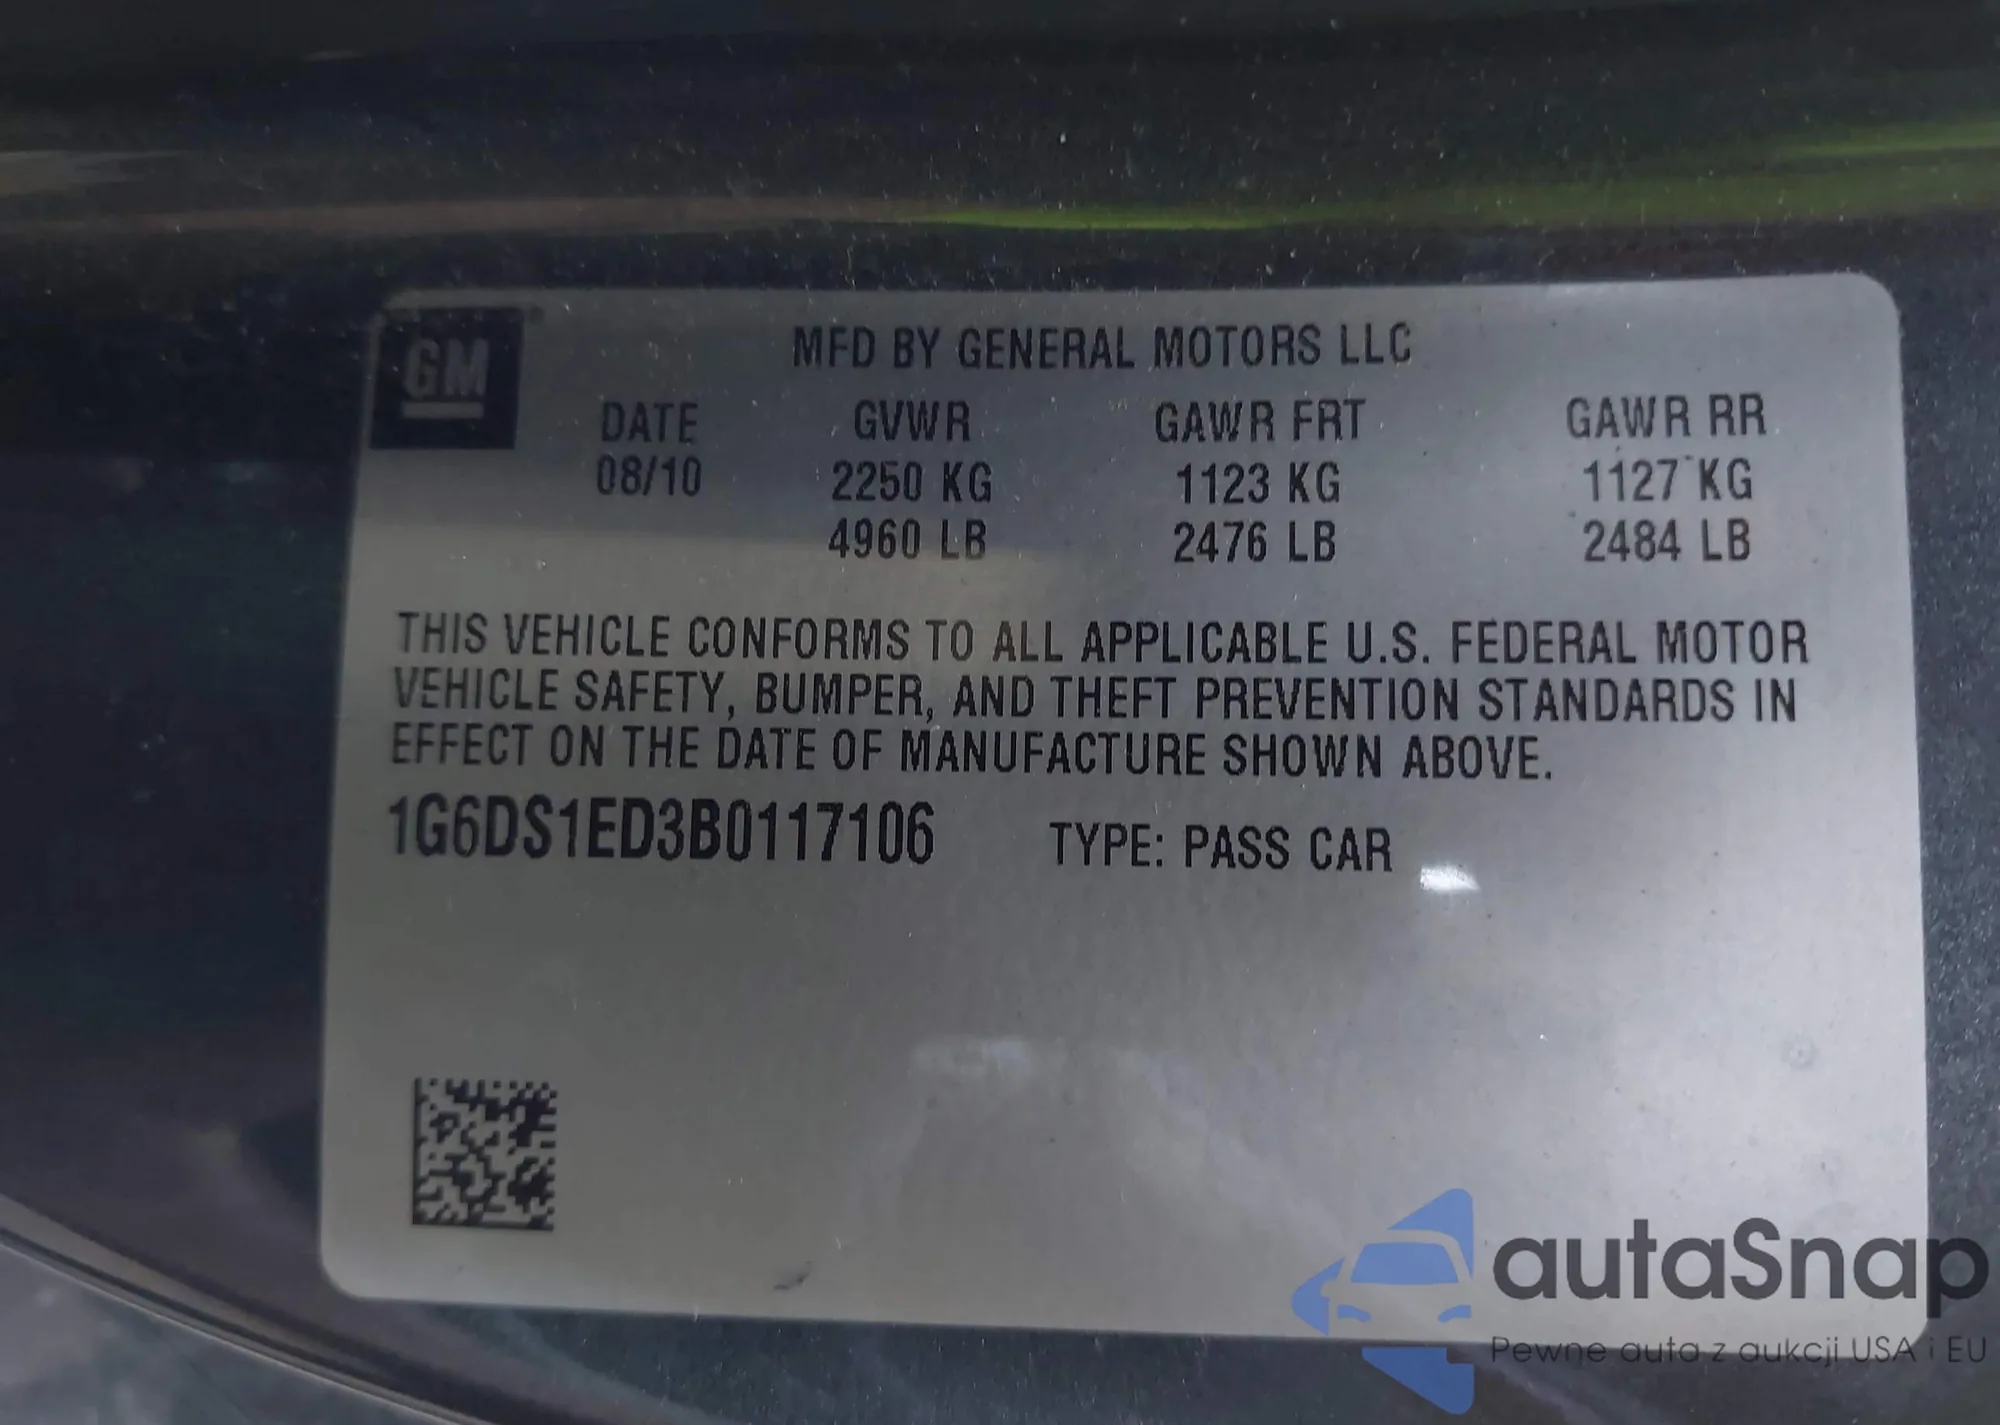 GM
MFD BY GENERAL MOTORS LLC
DATE GVWR GAWR FRT GAWR RR
08/10 2250 KG 1123 KG 1127 KG
4960 LB 2476 LB 2484 LB
THIS VEHICLE CONFORMS TO ALL APPLICABLE U.S. FEDERAL MOTOR
VEHICLE SAFETY, BUMPER, AND THEFT PREVENTION STANDARDS IN
EFFECT ON THE DATE OF MANUFACTURE SHOWN ABOVE.
1G6DS1ED3B0117106 TYPE: PASS CAR
autaSnap
Pewne auta z aukcji USA i EU